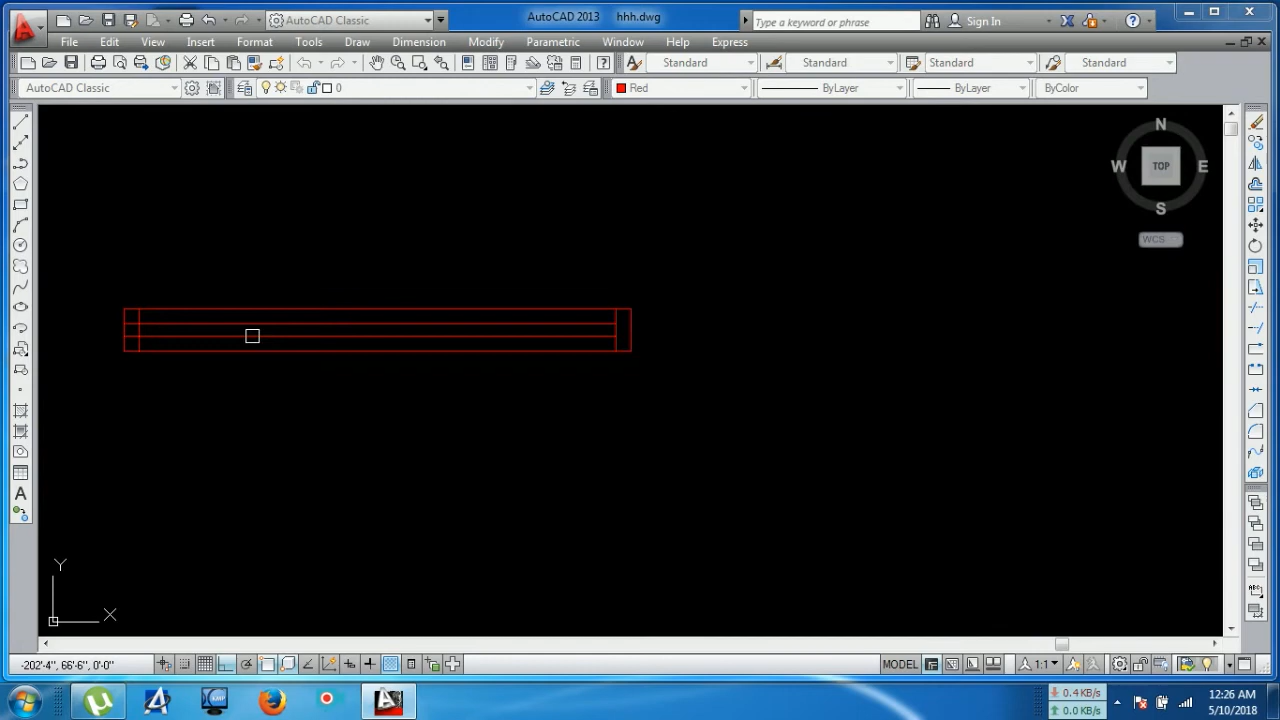 AutoCAD Classic
AutoCAD 2013 hhh.dwg
Type a keyword or phrase
Sign In
File Edit View Insert Format Tools Draw Dimension Modify Parametric Window Help Express
Standard Standard Standard Standard
AutoCAD Classic 0 Red ByLayer ByLayer ByColor
N
W TOP E
S
WCS
Y
X
A
-202'-4", 66'-6", 0'-0" MODEL 1:1
0.4 KB/s
0.0 KB/s
12:26 AM
5/10/2018